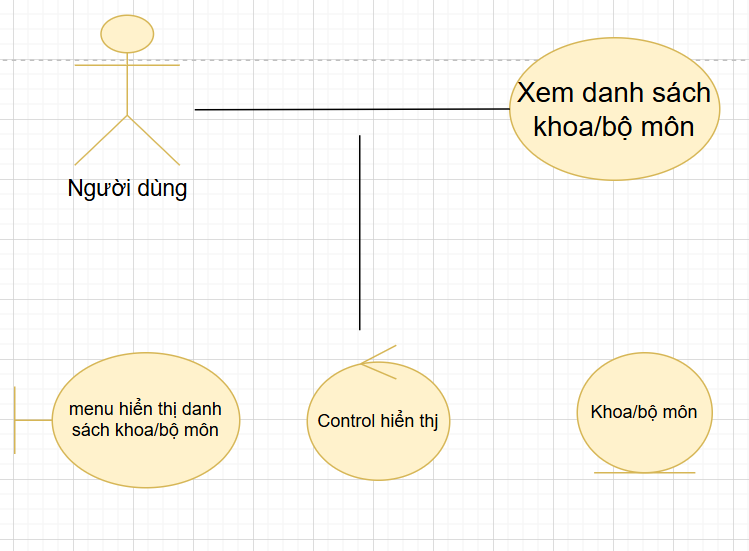 Xem danh sách
khoa/bộ môn
Người dùng
menu hiển thị danh
sách khoa/bộ môn
Control hiển thj
Khoa/bộ môn